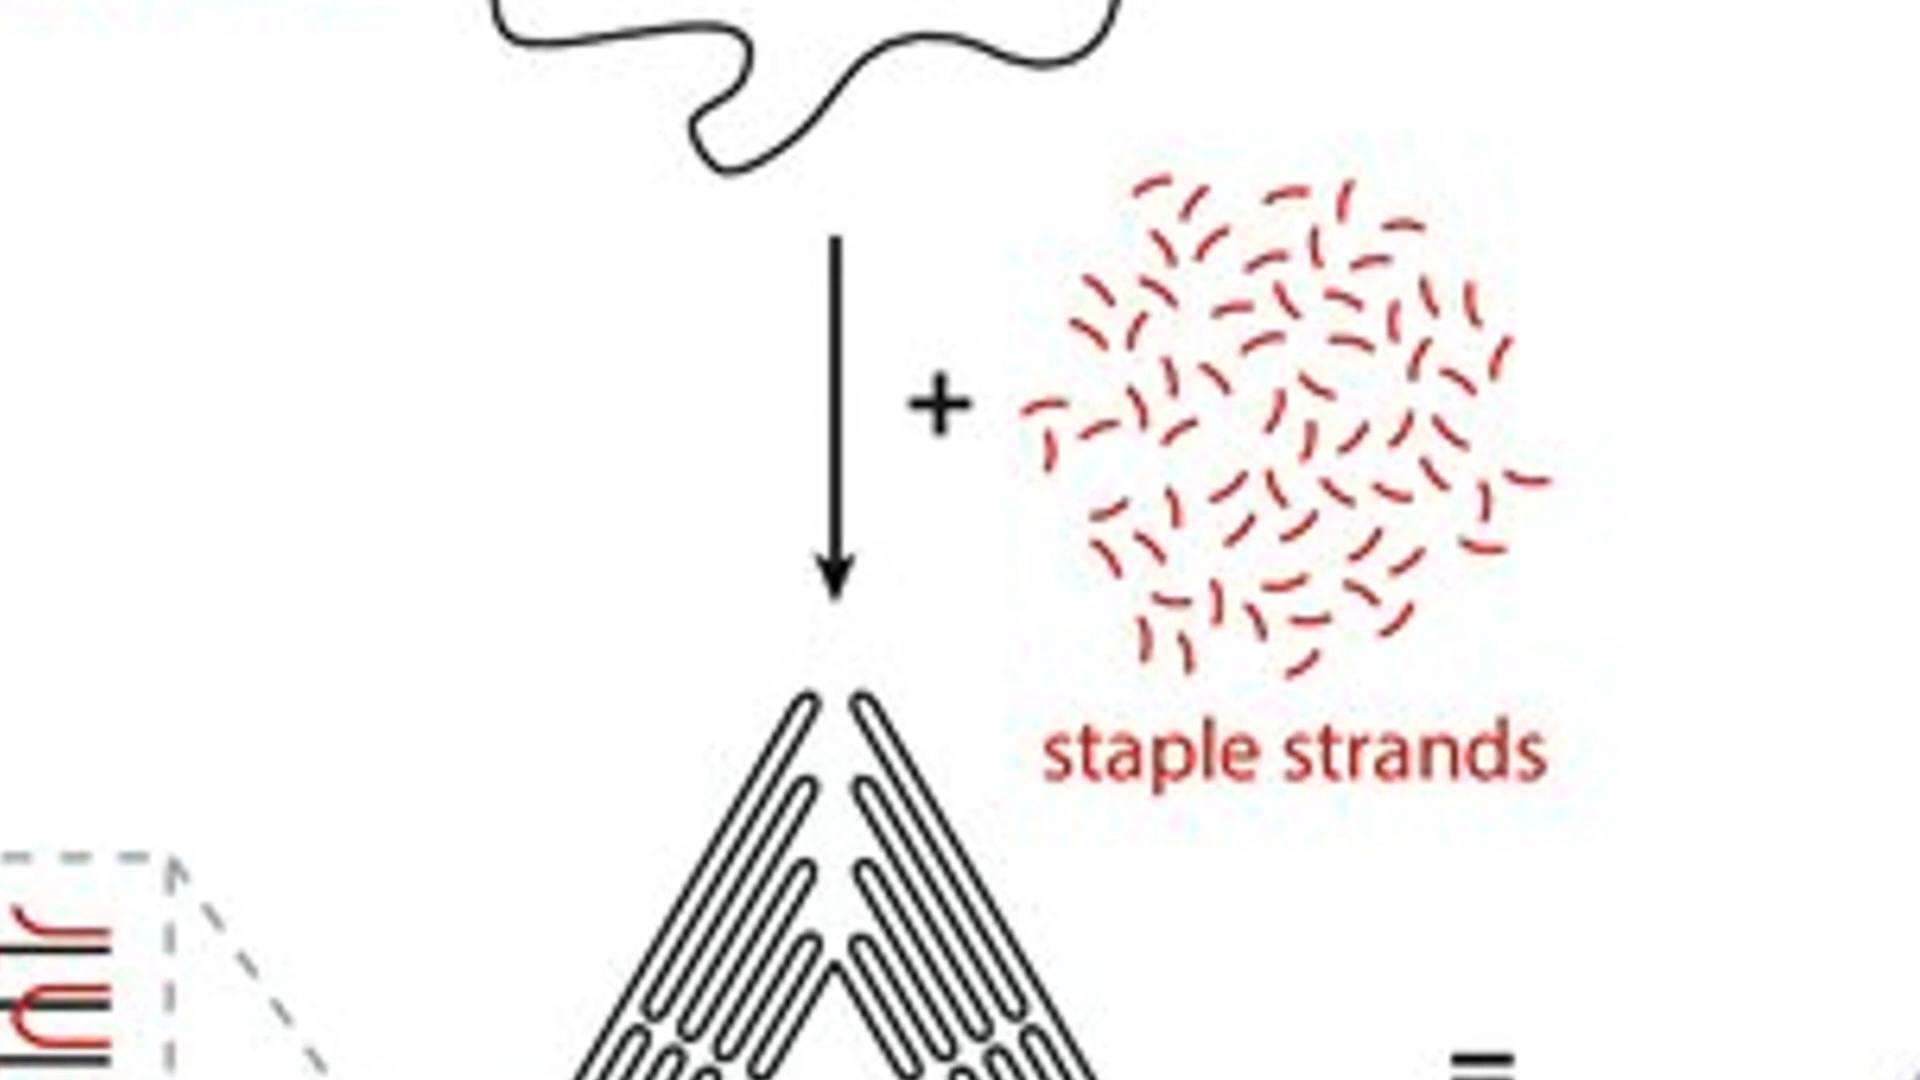 +
staple strands
=